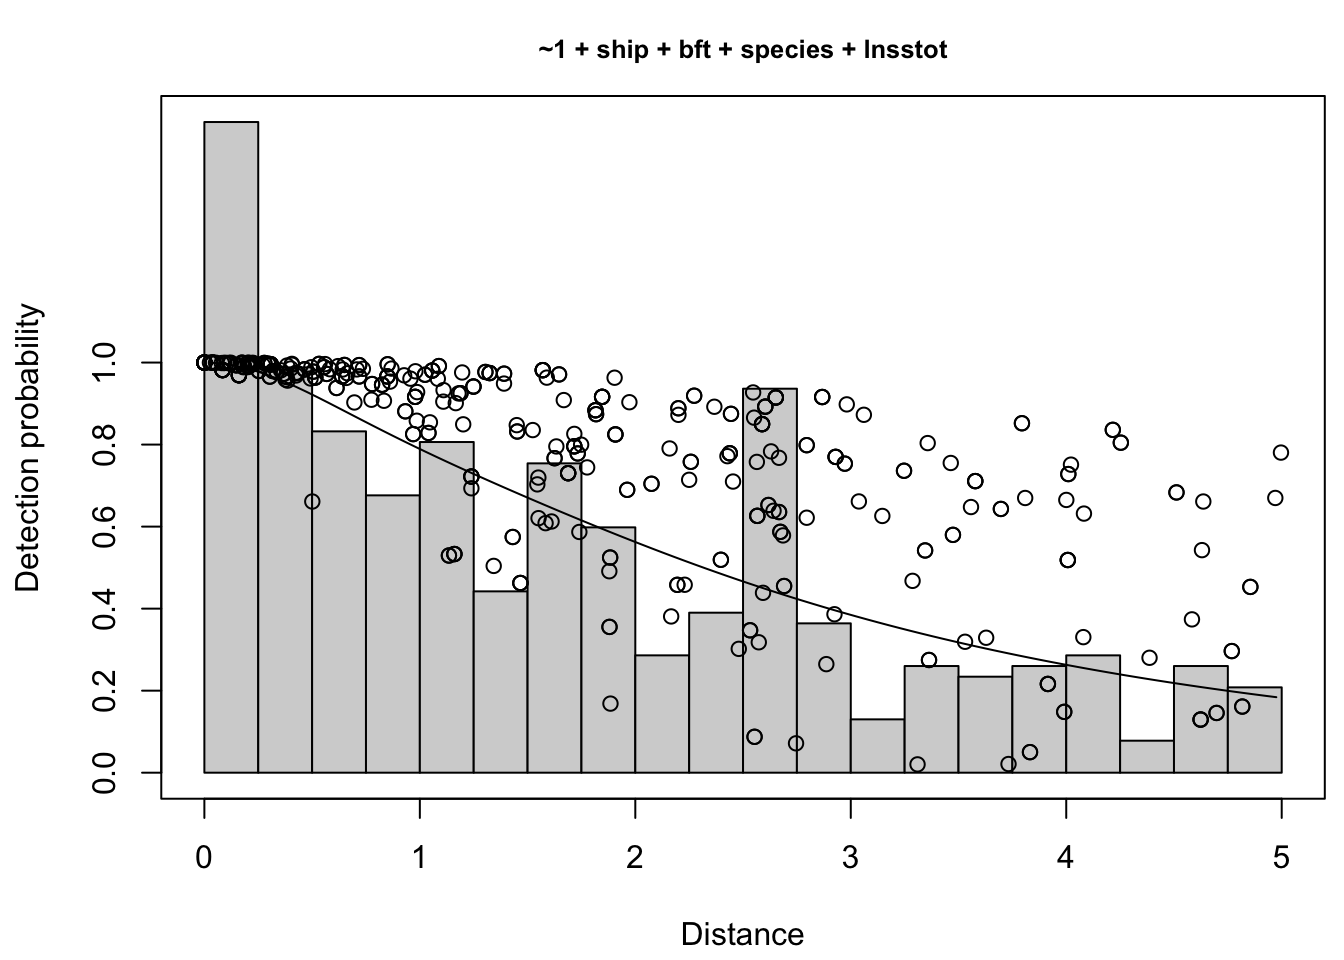 ~1 + ship + bft + species + lnsstot
Detection probability
1.0
0.8
0.6
0.4
0.2
0.0
0 1 2 3 4 5
Distance